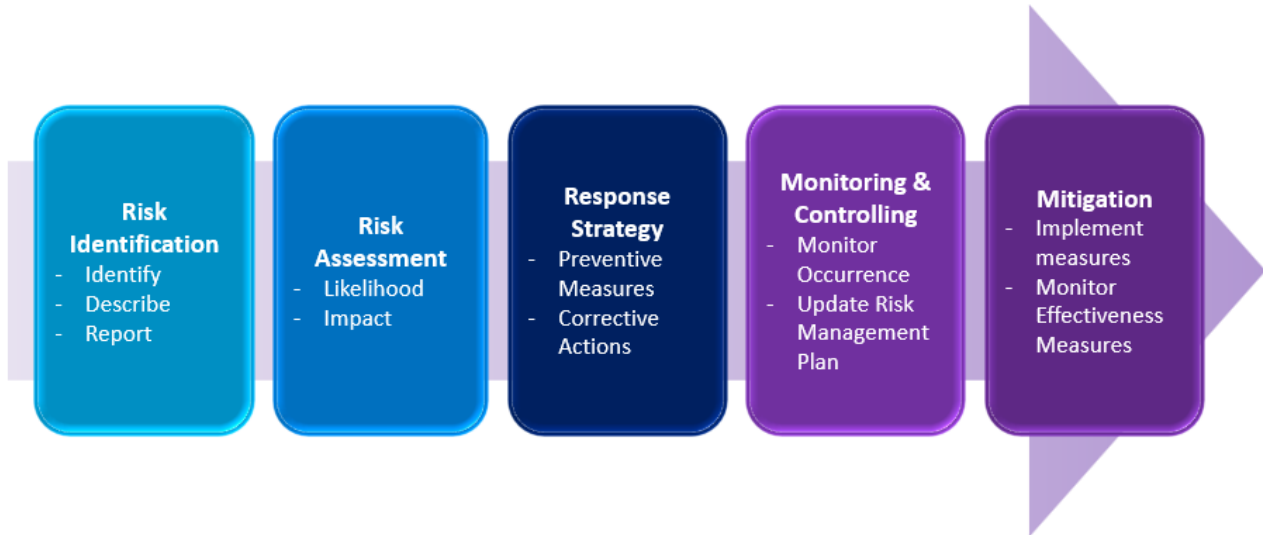 Risk
Identification
- Identify
- Describe
- Report
Risk
Assessment
- Likelihood
- Impact
Response
Strategy
- Preventive
Measures
- Corrective
Actions
Monitoring &
Controlling
- Monitor
Occurrence
- Update Risk
Management
Plan
Mitigation
- Implement
measures
- Monitor
Effectiveness
Measures